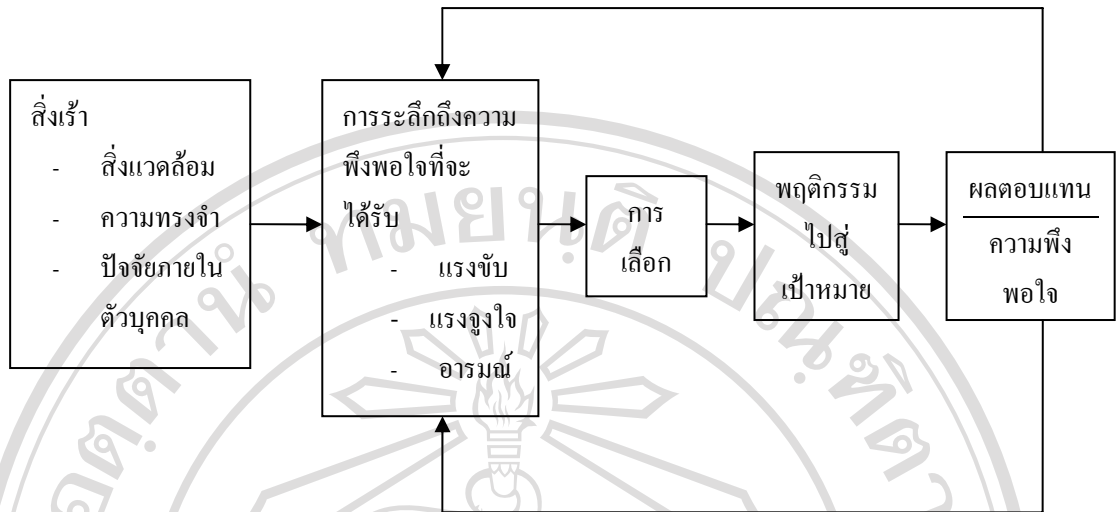 สิ่งเร้า
- สิ่งแวดล้อม
- ความทรงจำ
- ปัจจัยภายใน
ตัวบุคคล
การระลึกถึงความ
พึงพอใจที่จะ
ได้รับ
- แรงขับ
- แรงจูงใจ
- อารมณ์
การ
เลือก
พฤติกรรม
ไปสู่
เป้าหมาย
ผลตอบแทน
ความพึง
พอใจ